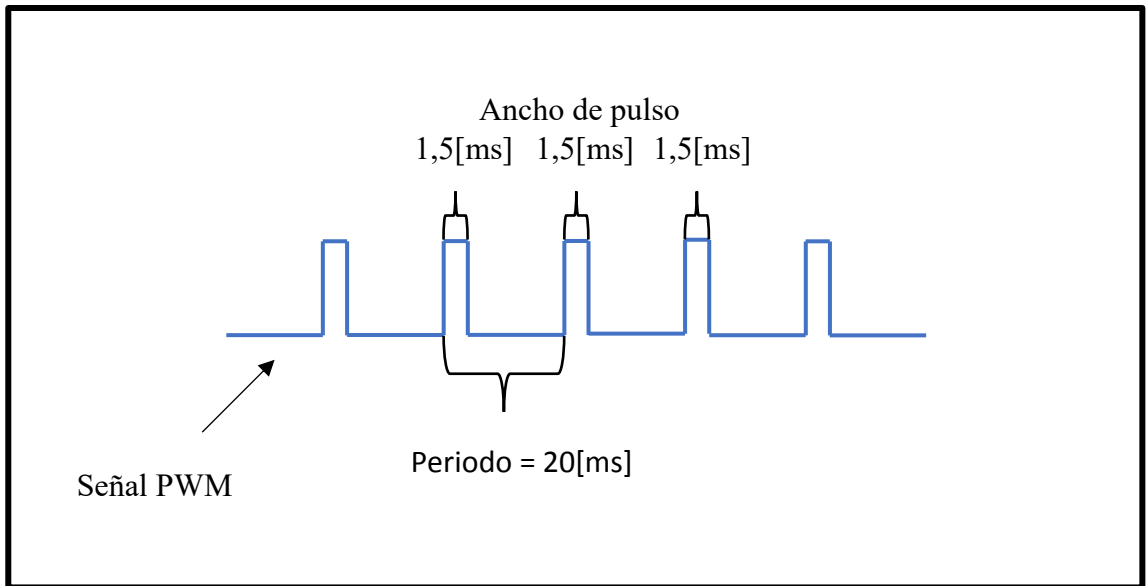 Ancho de pulso
1,5[ms] 1,5[ms] 1,5[ms]
Periodo = 20[ms]
Señal PWM